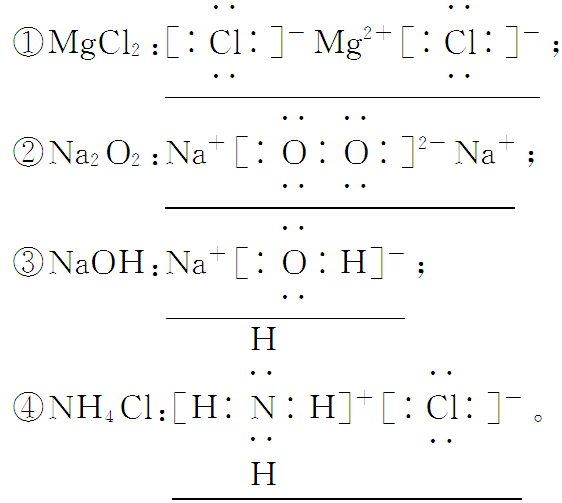 ①MgCl₂:[∶Cl∶]⁻Mg²⁺[∶Cl∶]⁻;
②Na₂O₂:Na⁺[∶O∶O∶]²⁻Na⁺;
③NaOH:Na⁺[∶O∶H]⁻;
H
④NH₄Cl:[H∶N∶H]⁺[∶Cl∶]⁻。
H